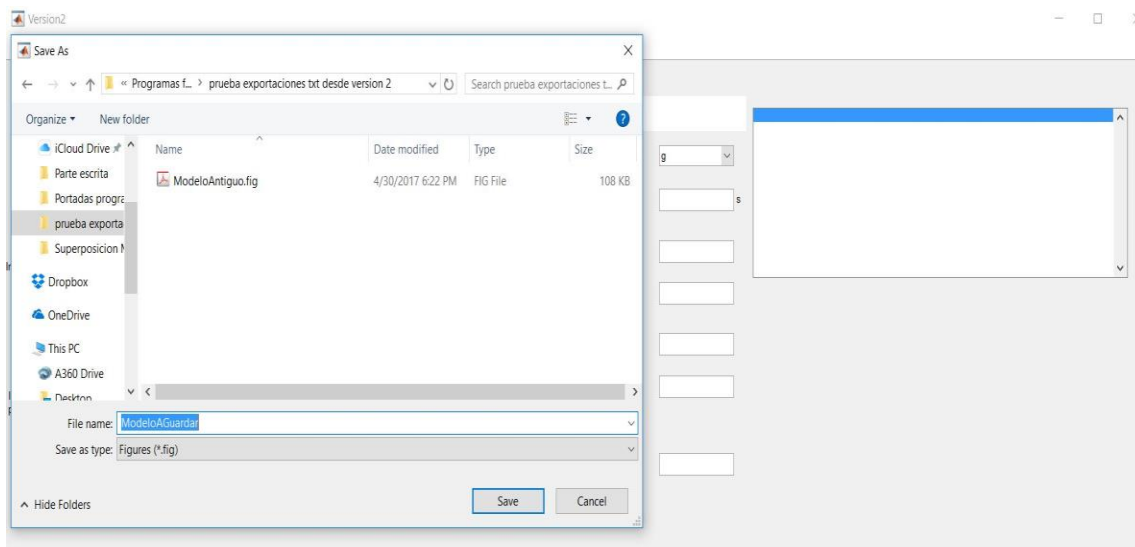 Version2
Save As
« Programas f... > prueba exportaciones txt desde version 2
Search prueba exportaciones t...
Organize
New folder
Name
Date modified
Type
Size
iCloud Drive
Parte escrita
Portadas progra
prueba exporta
Superposicion
Dropbox
OneDrive
This PC
A360 Drive
Desktop
ModeloAntiguo.fig
4/30/2017 6:22 PM
FIG File
108 KB
File name: ModeloAGuardar
Save as type: Figures (*.fig)
Hide Folders
Save
Cancel
g
s